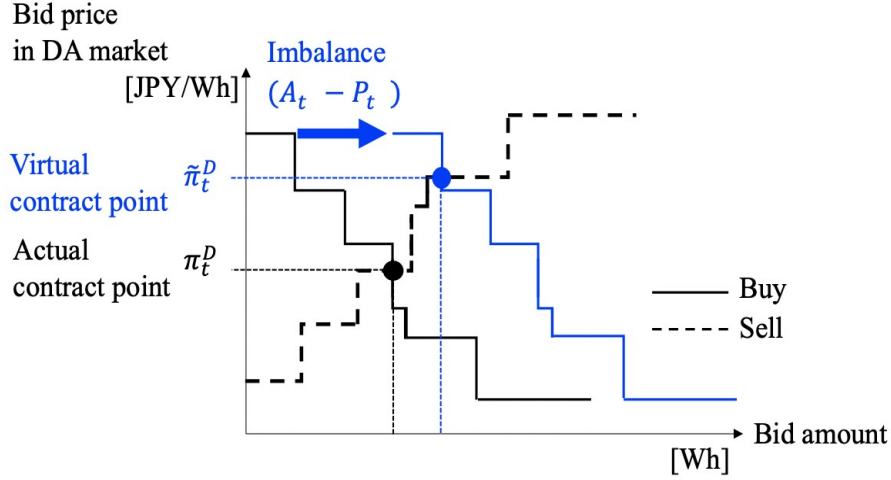 Bid price
in DA market
[JPY/Wh]
Imbalance
(A_t − P_t )
Virtual
contract point
π̃_t^D
Actual
contract point
π_t^D
Buy
Sell
Bid amount
[Wh]